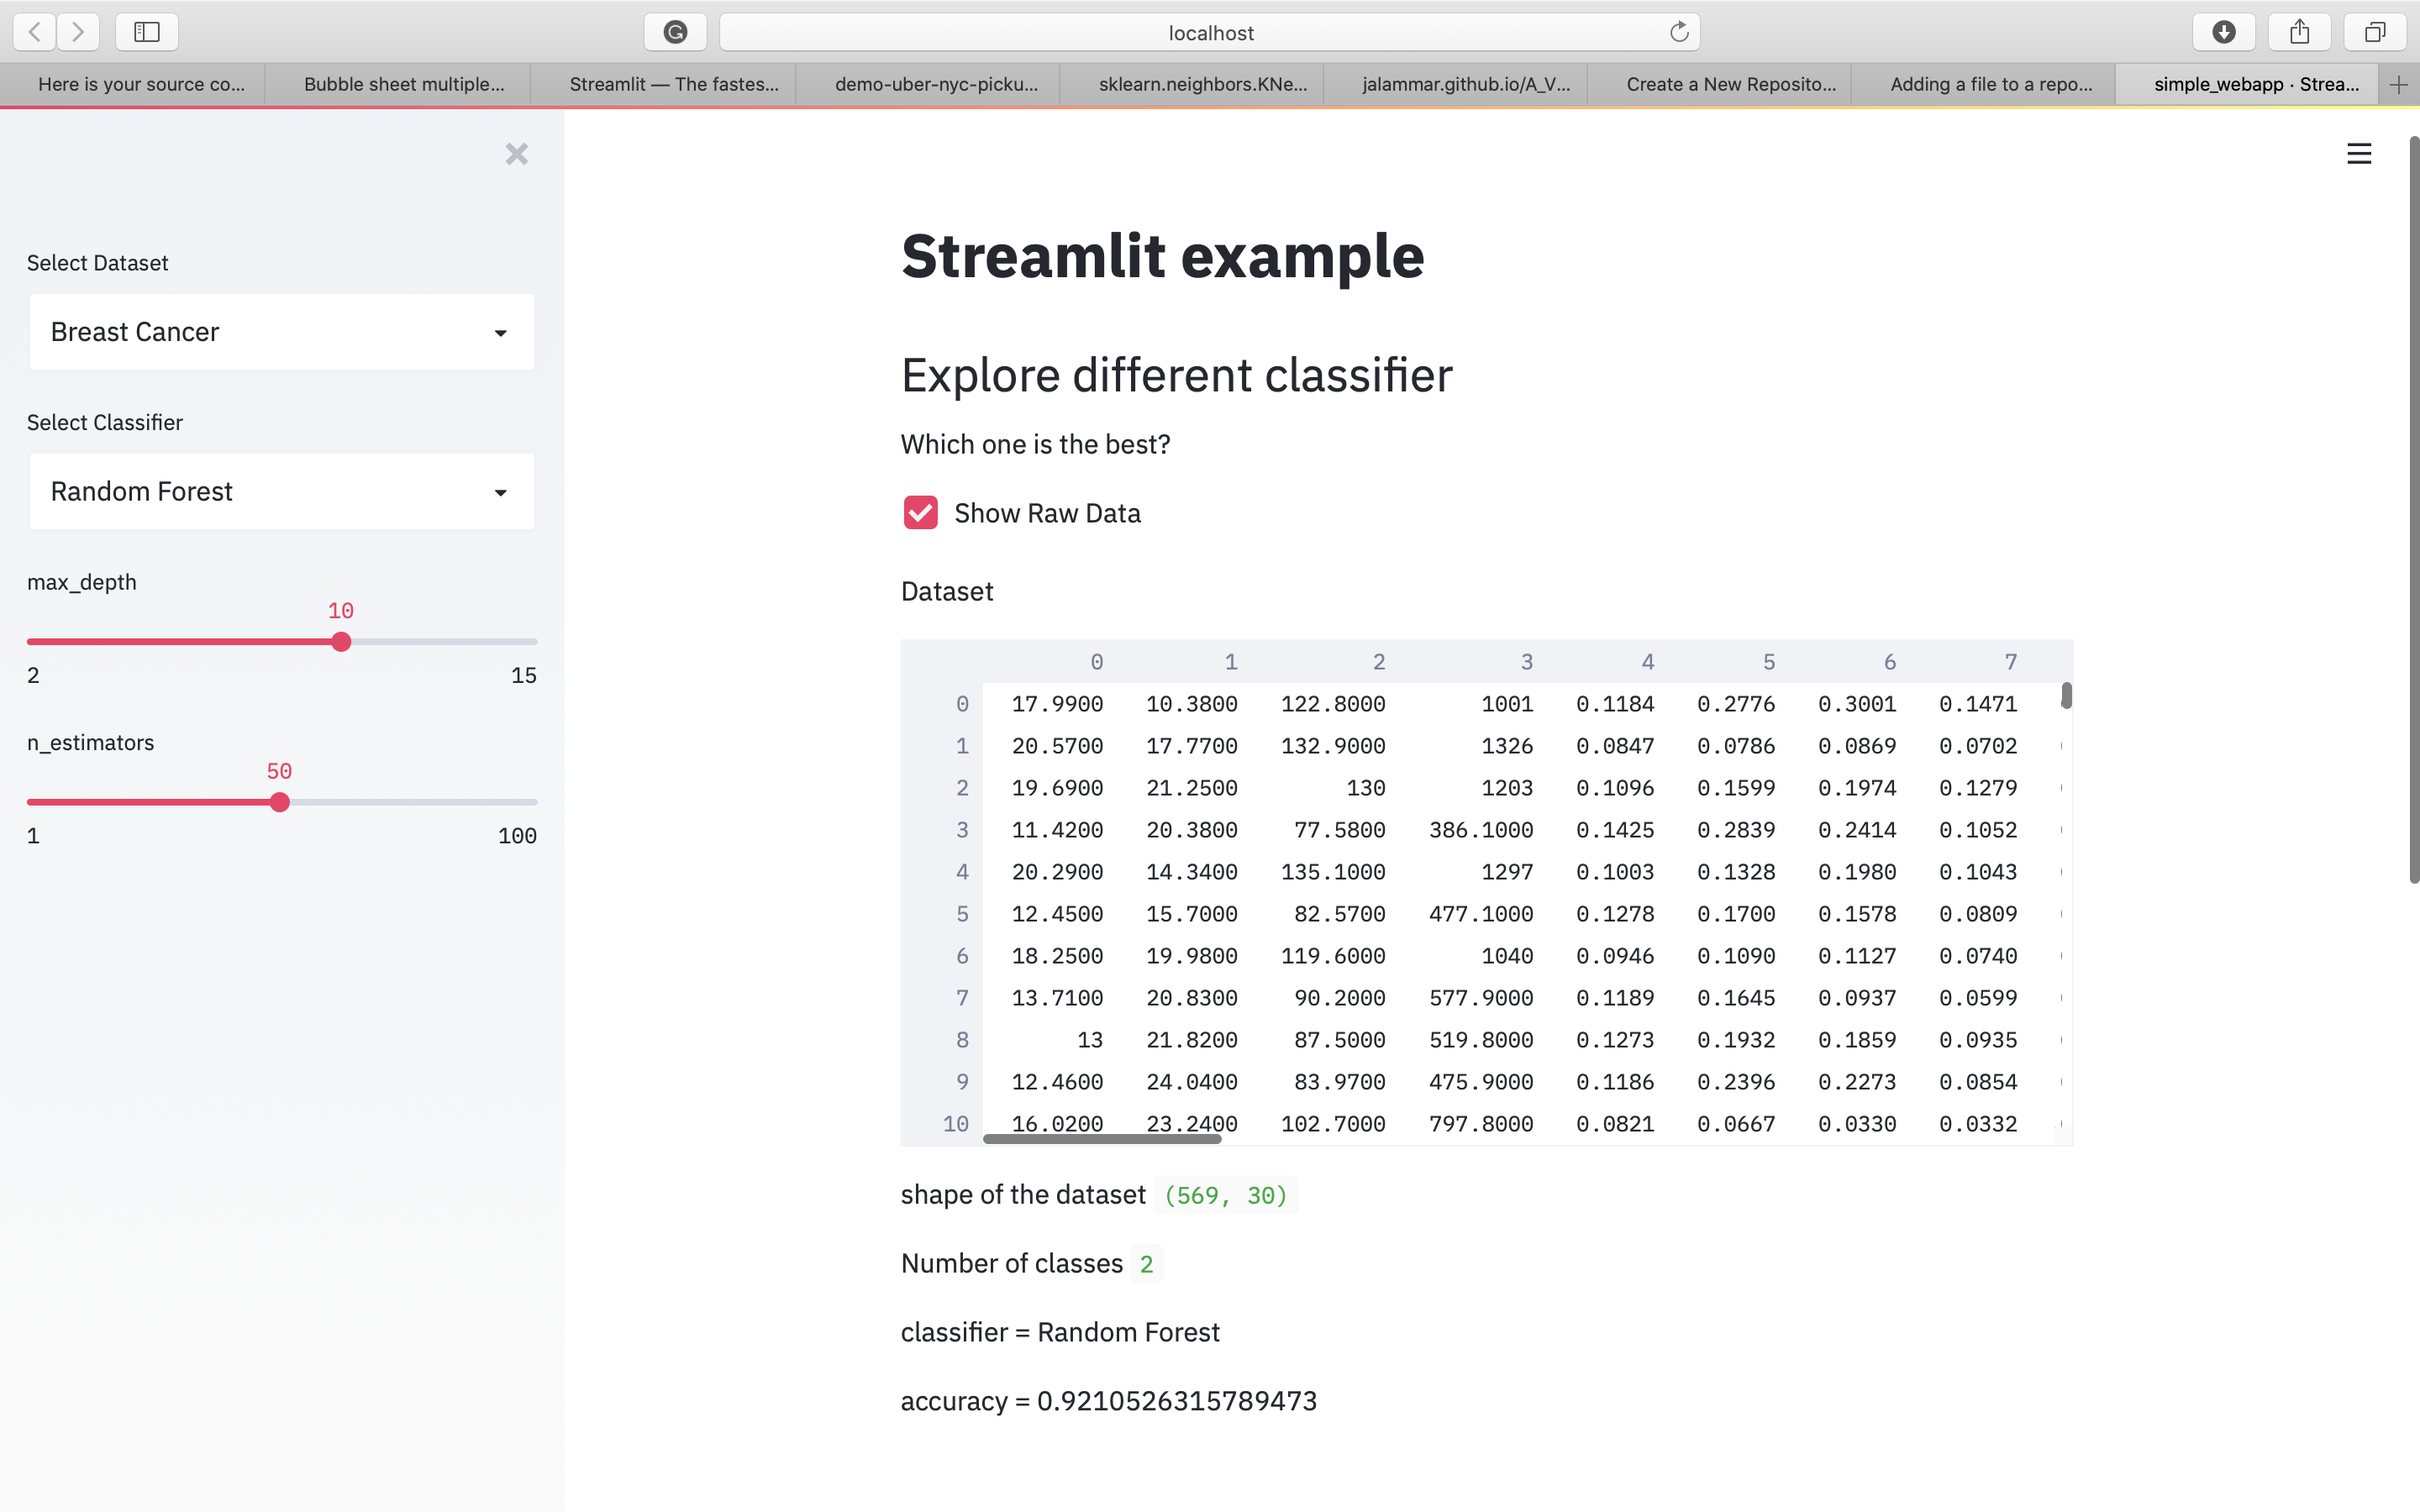 localhost
Here is your source co...
Bubble sheet multiple...
Streamlit — The fastes...
demo-uber-nyc-picku...
sklearn.neighbors.KNe...
jalammar.github.io/A_V...
Create a New Reposito...
Adding a file to a repo...
simple_webapp · Strea...
Select Dataset
Breast Cancer
Select Classifier
Random Forest
max_depth
10
2 15
n_estimators
50
1 100
Streamlit example
Explore different classifier
Which one is the best?
Show Raw Data
Dataset
0 1 2 3 4 5 6 7
0 17.9900 10.3800 122.8000 1001 0.1184 0.2776 0.3001 0.1471
1 20.5700 17.7700 132.9000 1326 0.0847 0.0786 0.0869 0.0702
2 19.6900 21.2500 130 1203 0.1096 0.1599 0.1974 0.1279
3 11.4200 20.3800 77.5800 386.1000 0.1425 0.2839 0.2414 0.1052
4 20.2900 14.3400 135.1000 1297 0.1003 0.1328 0.1980 0.1043
5 12.4500 15.7000 82.5700 477.1000 0.1278 0.1700 0.1578 0.0809
6 18.2500 19.9800 119.6000 1040 0.0946 0.1090 0.1127 0.0740
7 13.7100 20.8300 90.2000 577.9000 0.1189 0.1645 0.0937 0.0599
8 13 21.8200 87.5000 519.8000 0.1273 0.1932 0.1859 0.0935
9 12.4600 24.0400 83.9700 475.9000 0.1186 0.2396 0.2273 0.0854
10 16.0200 23.2400 102.7000 797.8000 0.0821 0.0667 0.0330 0.0332
shape of the dataset (569, 30)
Number of classes 2
classifier = Random Forest
accuracy = 0.9210526315789473